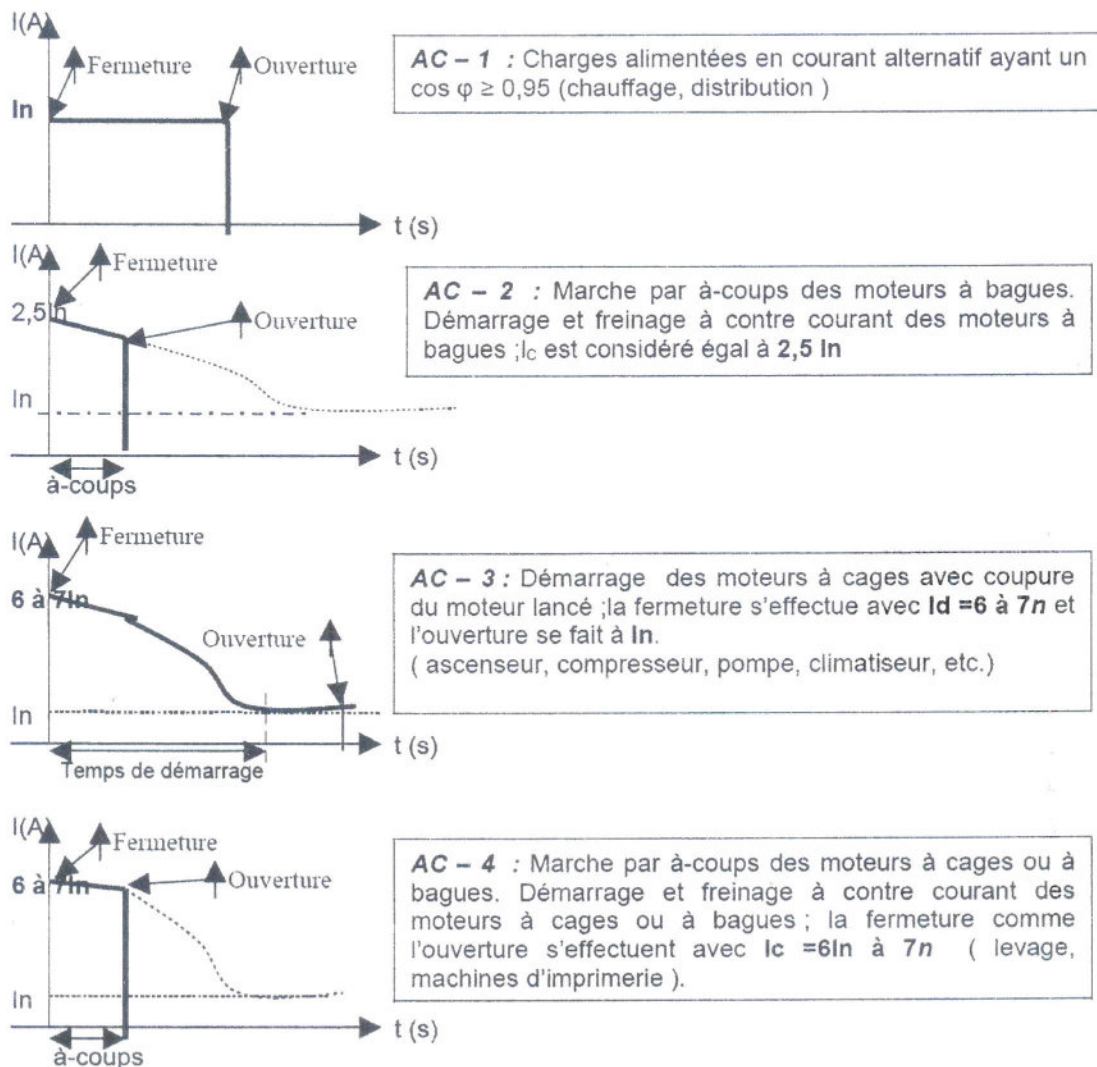 I(A)
Fermeture
Ouverture
In
t (s)
AC – 1 : Charges alimentées en courant alternatif ayant un
cos φ ≥ 0,95 (chauffage, distribution )
I(A)
Fermeture
2,5In
Ouverture
In
t (s)
à-coups
AC – 2 : Marche par à-coups des moteurs à bagues.
Démarrage et freinage à contre courant des moteurs à
bagues ;Ic est considéré égal à 2,5 In
I(A)
Fermeture
6 à 7In
Ouverture
In
t (s)
Temps de démarrage
AC – 3 : Démarrage des moteurs à cages avec coupure
du moteur lancé ;la fermeture s'effectue avec Id =6 à 7n et
l'ouverture se fait à In.
( ascenseur, compresseur, pompe, climatiseur, etc.)
I(A)
Fermeture
6 à 7In
Ouverture
In
t (s)
à-coups
AC – 4 : Marche par à-coups des moteurs à cages ou à
bagues. Démarrage et freinage à contre courant des
moteurs à cages ou à bagues ; la fermeture comme
l'ouverture s'effectuent avec Ic =6In à 7n ( levage,
machines d'imprimerie ).